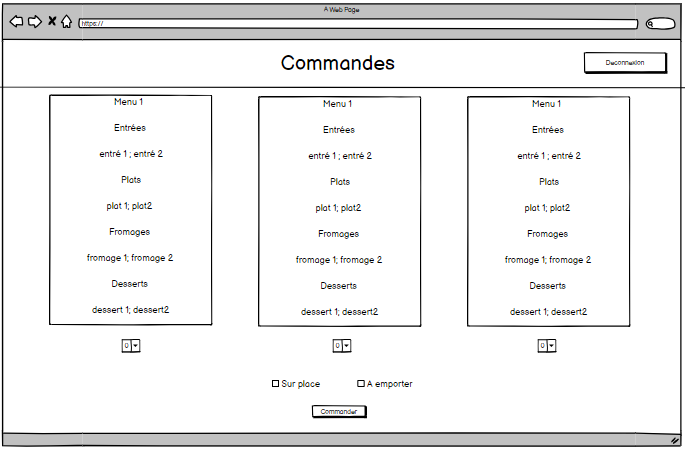 A Web Page
https://
Commandes
Deconnexion
Menu 1
Entrées
entré 1 ; entré 2
Plats
plat 1; plat2
Fromages
fromage 1; fromage 2
Desserts
dessert 1; dessert2
0
Menu 1
Entrées
entré 1 ; entré 2
Plats
plat 1; plat2
Fromages
fromage 1; fromage 2
Desserts
dessert 1; dessert2
0
Menu 1
Entrées
entré 1 ; entré 2
Plats
plat 1; plat2
Fromages
fromage 1; fromage 2
Desserts
dessert 1; dessert2
0
Sur place
A emporter
Commander